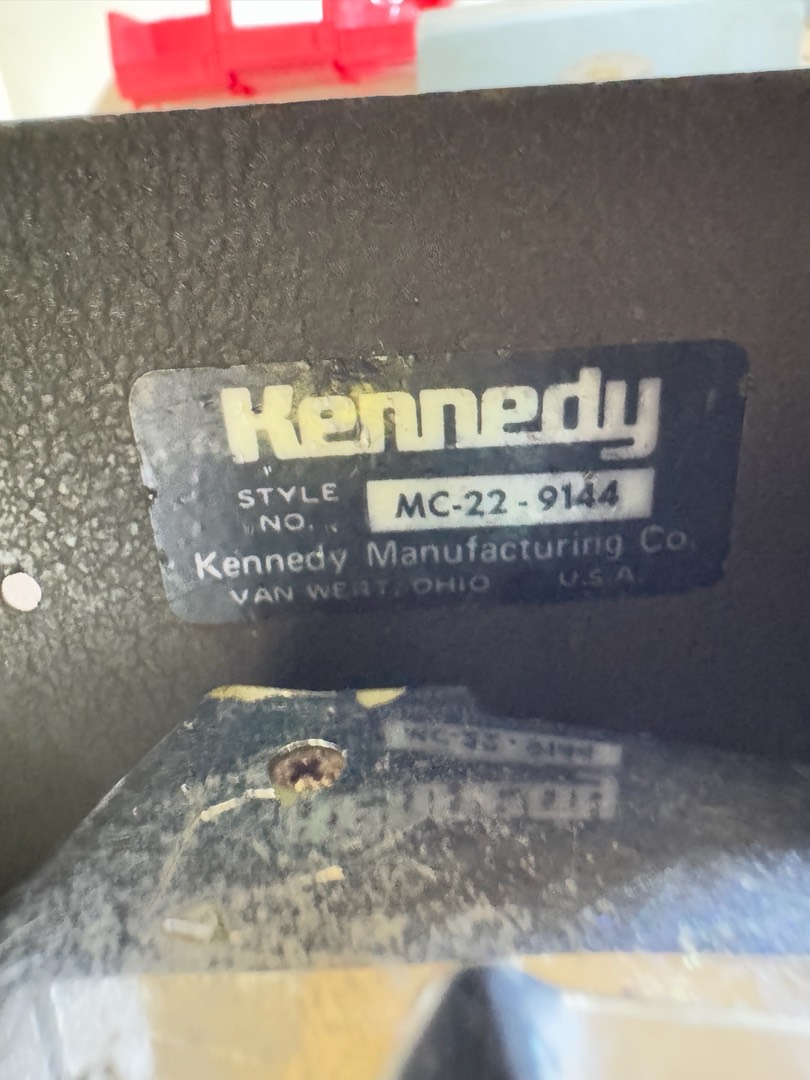 Kennedy
STYLE
NO.
MC-22-9144
Kennedy Manufacturing Co.
VAN WERT, OHIO U.S.A.